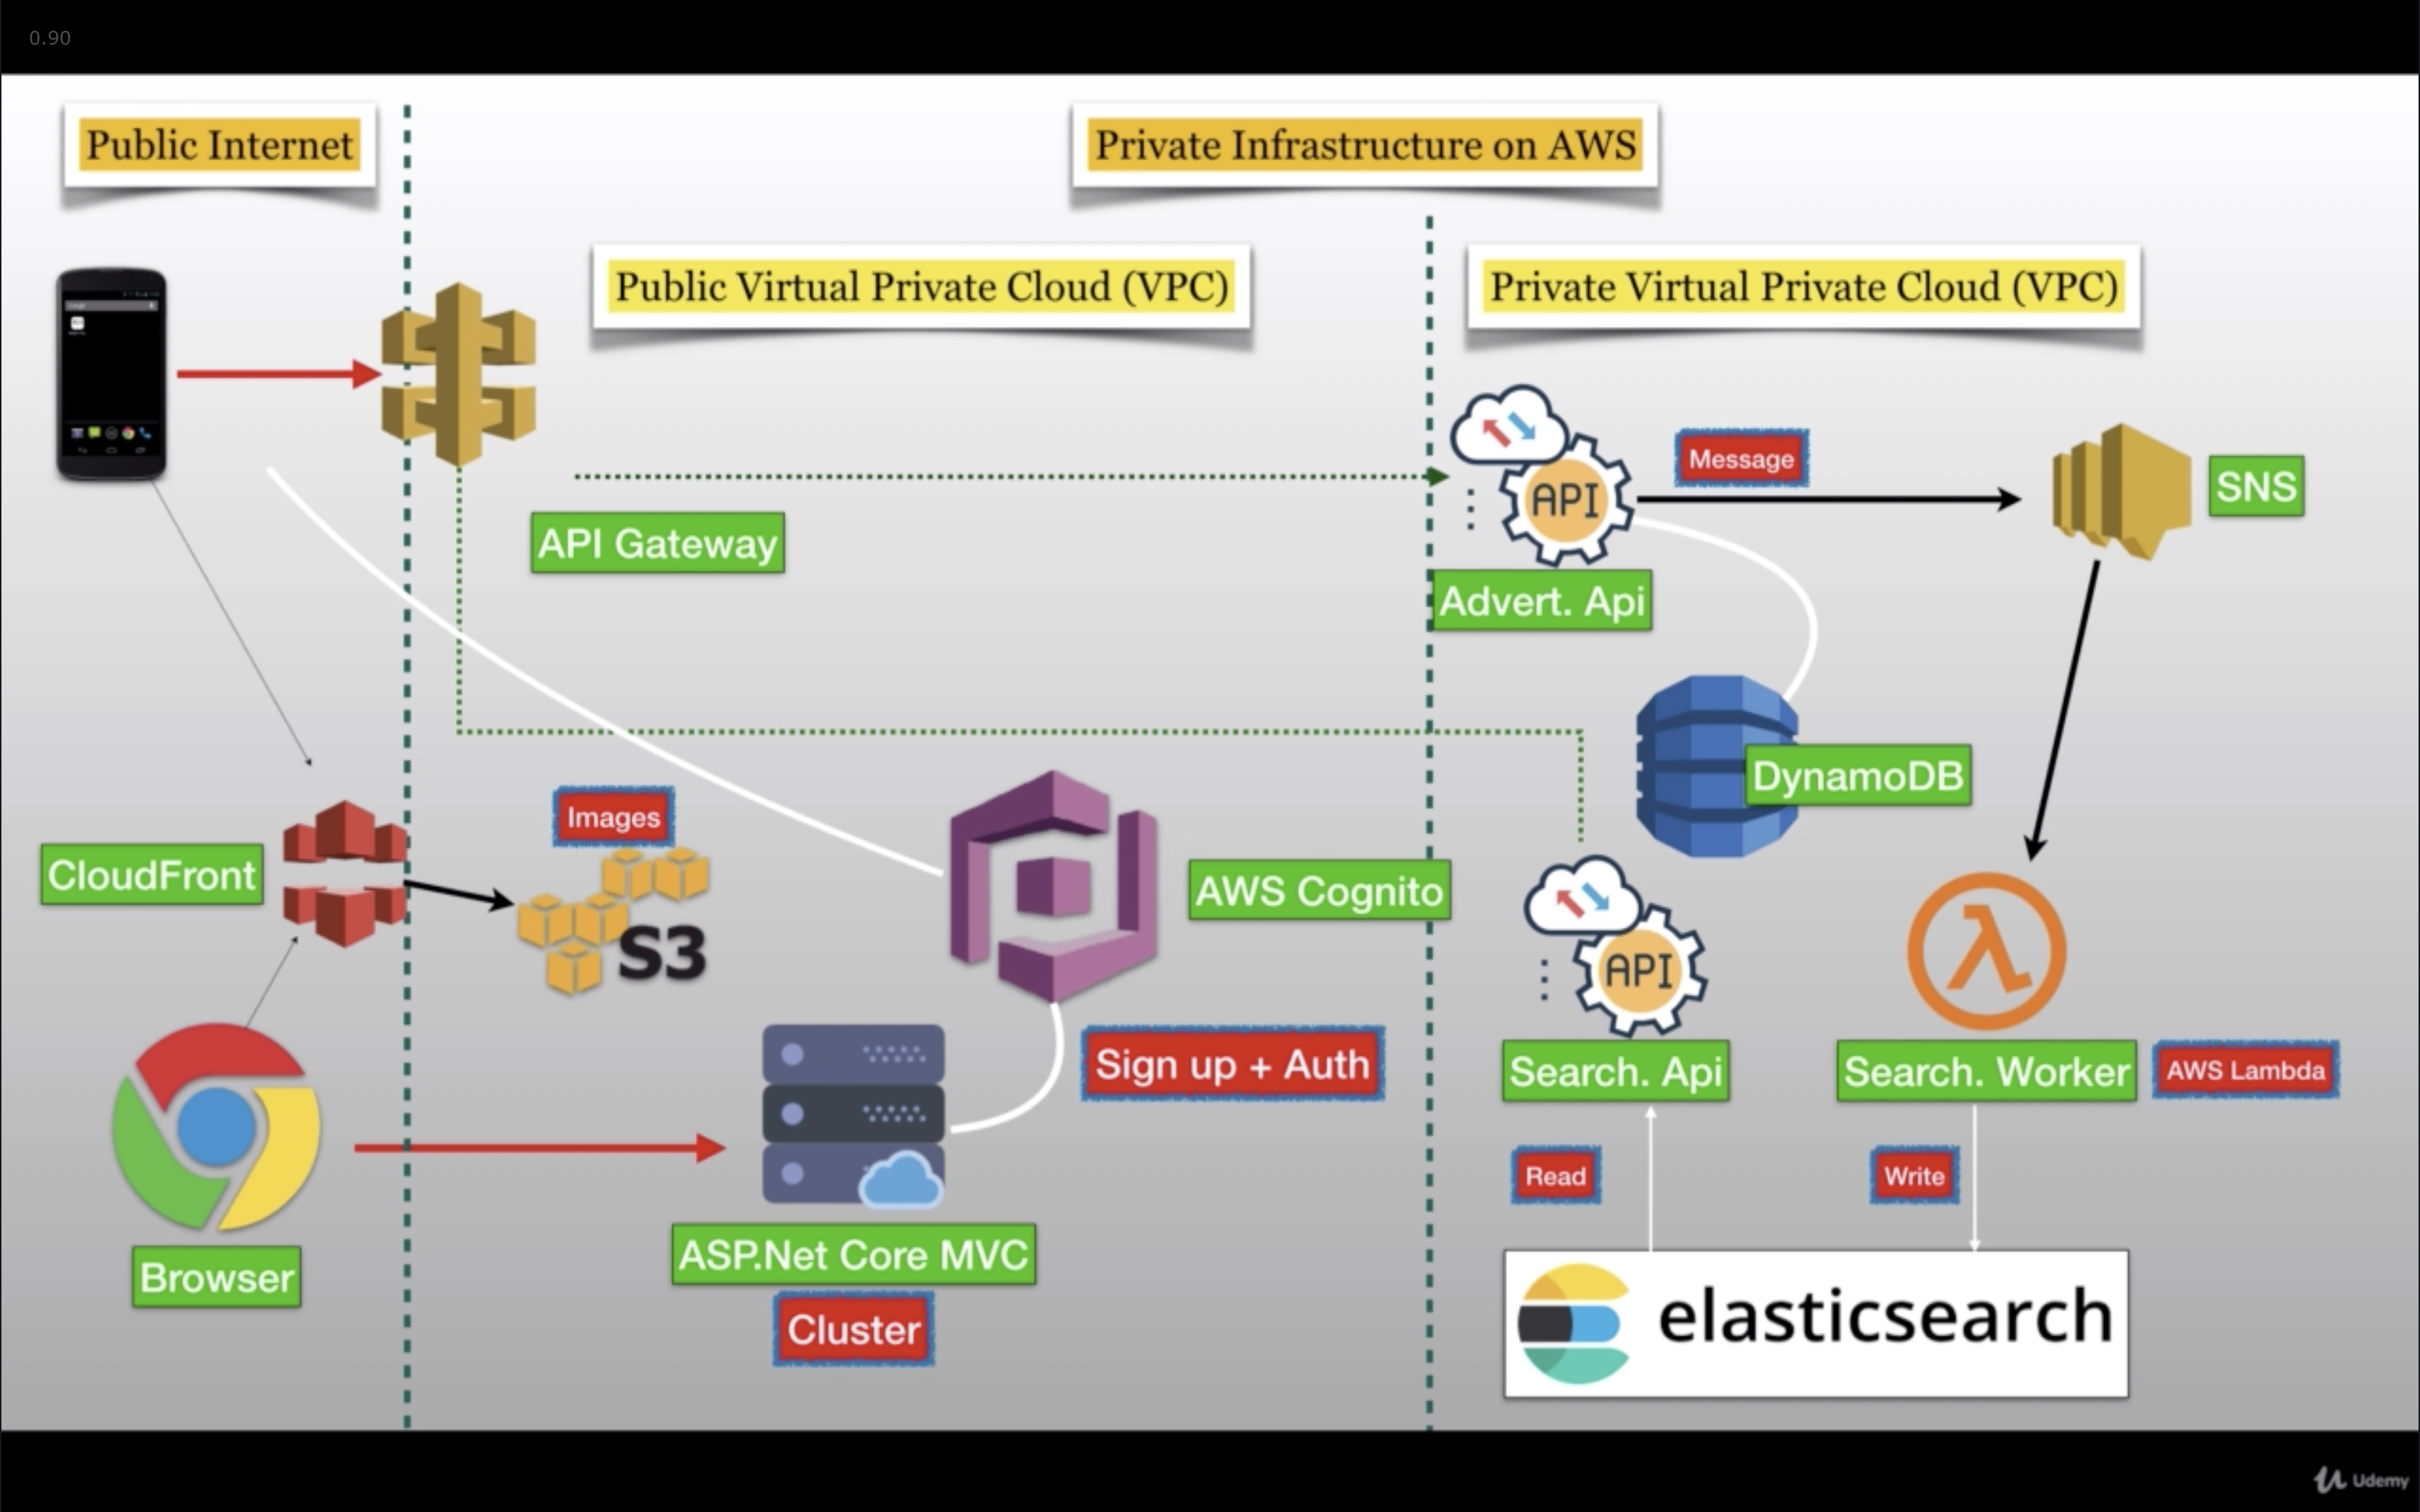 0.90
Public Internet
Private Infrastructure on AWS
Public Virtual Private Cloud (VPC)
Private Virtual Private Cloud (VPC)
Message
SNS
API
API Gateway
Advert. Api
DynamoDB
Images
CloudFront
S3
AWS Cognito
API
Sign up + Auth
Search. Api
Search. Worker
AWS Lambda
Read
Write
ASP.Net Core MVC
Browser
Cluster
elasticsearch
Udemy